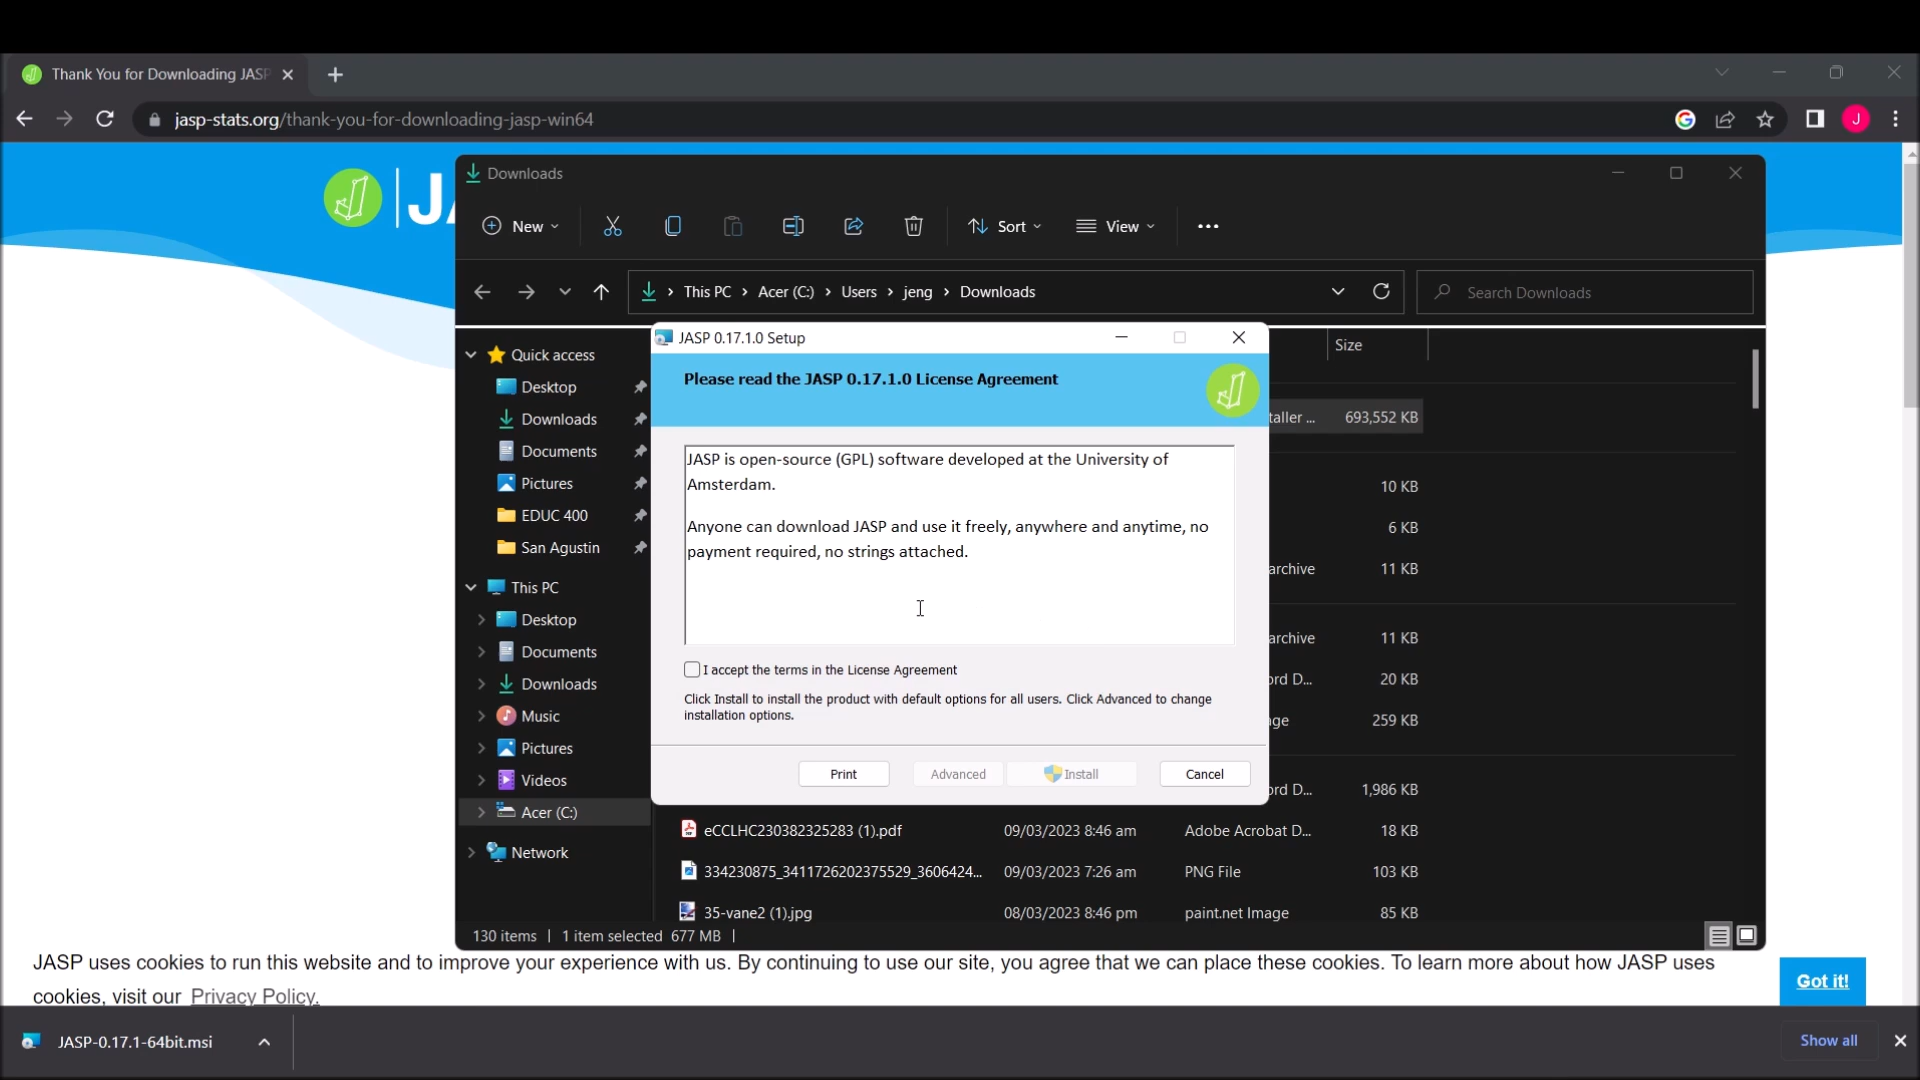 Thank You for Downloading JASP
jasp-stats.org/thank-you-for-downloading-jasp-win64
J
Downloads
New
Sort
View
This PC > Acer (C:) > Users > jeng > Downloads
Search Downloads
Quick access
Desktop
Downloads
Documents
Pictures
EDUC 400
San Agustin
This PC
Desktop
Documents
Downloads
Music
Pictures
Videos
Acer (C:)
Network
JASP 0.17.1.0 Setup
Please read the JASP 0.17.1.0 License Agreement
JASP is open-source (GPL) software developed at the University of
Amsterdam.
Anyone can download JASP and use it freely, anywhere and anytime, no
payment required, no strings attached.
I accept the terms in the License Agreement
Click Install to install the product with default options for all users. Click Advanced to change
installation options.
Print
Advanced
Install
Cancel
Size
taller ... 693,552 KB
10 KB
6 KB
archive 11 KB
archive 11 KB
ord D... 20 KB
ge 259 KB
ord D... 1,986 KB
eCCLHC230382325283 (1).pdf 09/03/2023 8:46 am Adobe Acrobat D... 18 KB
334230875_3411726202375529_3606424... 09/03/2023 7:26 am PNG File 103 KB
35-vane2 (1).jpg 08/03/2023 8:46 pm paint.net Image 85 KB
130 items | 1 item selected 677 MB |
JASP uses cookies to run this website and to improve your experience with us. By continuing to use our site, you agree that we can place these cookies. To learn more about how JASP uses
cookies, visit our Privacy Policy.
Got it!
JASP-0.17.1-64bit.msi
Show all